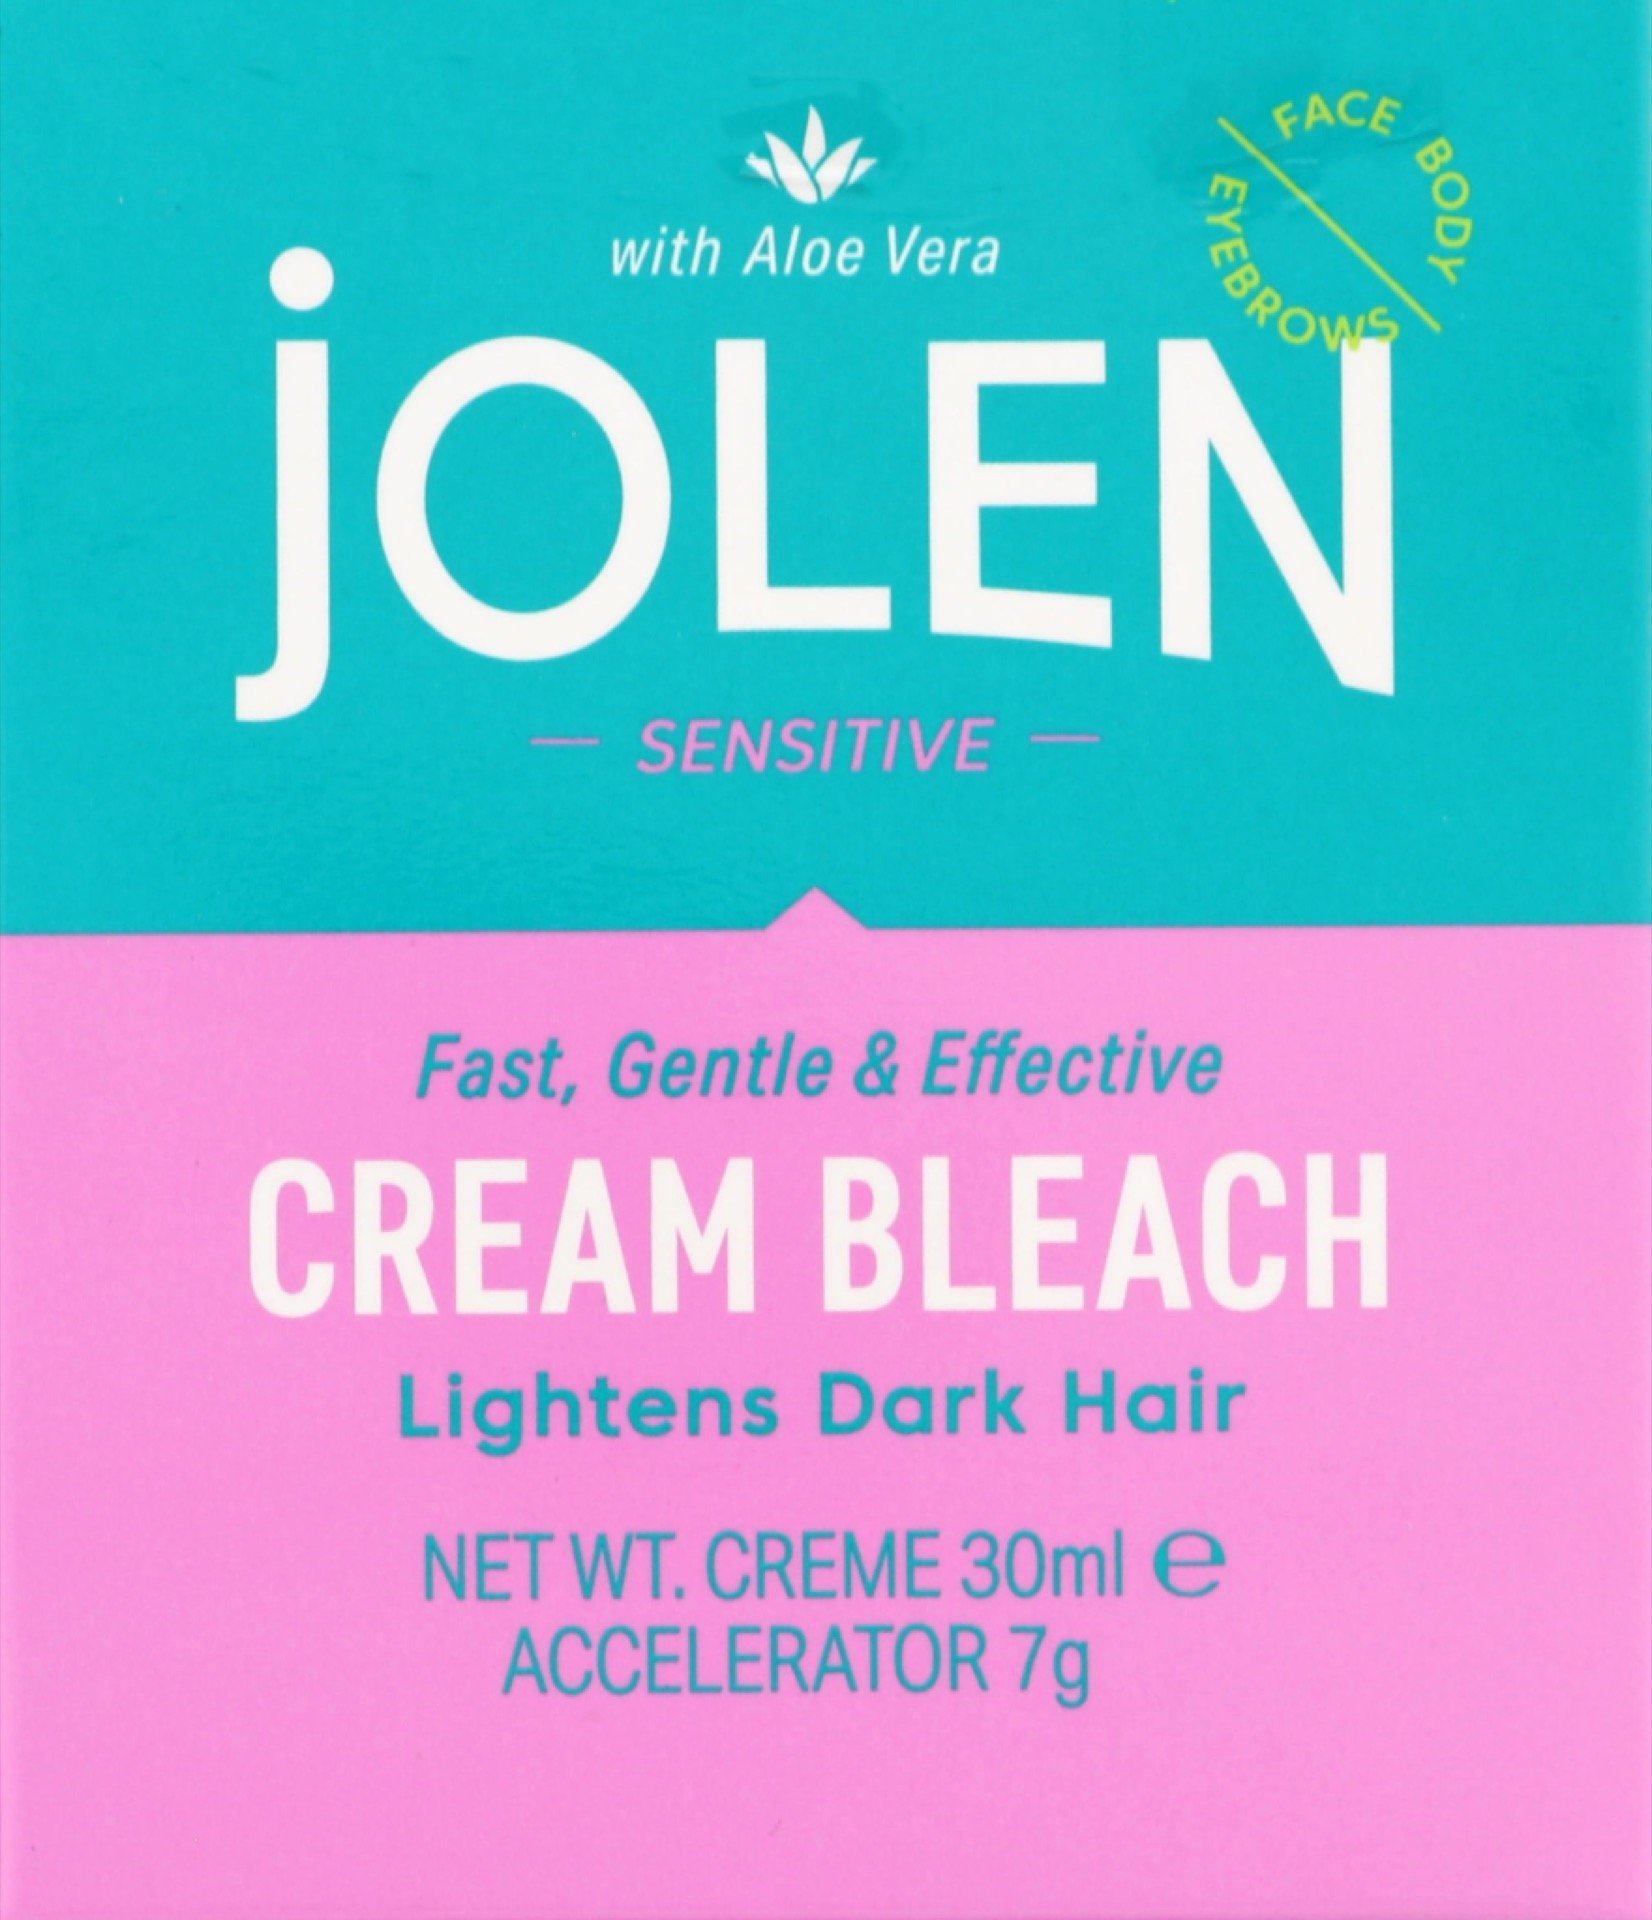 FACE BODY
EYEBROWS
with Aloe Vera
jOLEN
— SENSITIVE —
Fast, Gentle & Effective
CREAM BLEACH
Lightens Dark Hair
NET WT. CREME 30ml ℮
ACCELERATOR 7g